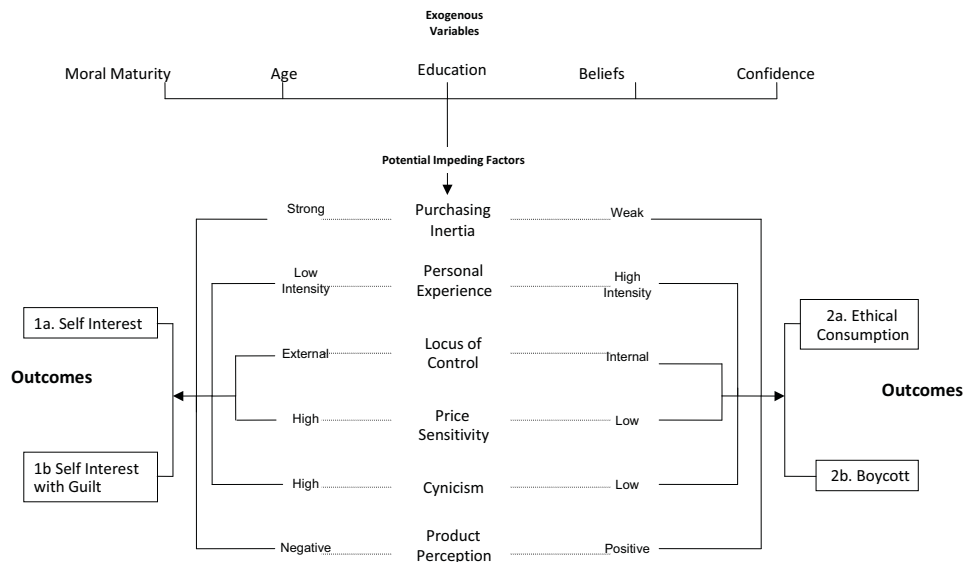 Exogenous
Variables
Moral Maturity
Age
Education
Beliefs
Confidence
Potential Impeding Factors
Strong
Purchasing
Inertia
Weak
Low
Intensity
Personal
Experience
High
Intensity
1a. Self Interest
2a. Ethical
Consumption
External
Locus of
Control
Internal
Outcomes
Outcomes
High
Price
Sensitivity
Low
1b Self Interest
with Guilt
High
Cynicism
Low
2b. Boycott
Negative
Product
Perception
Positive